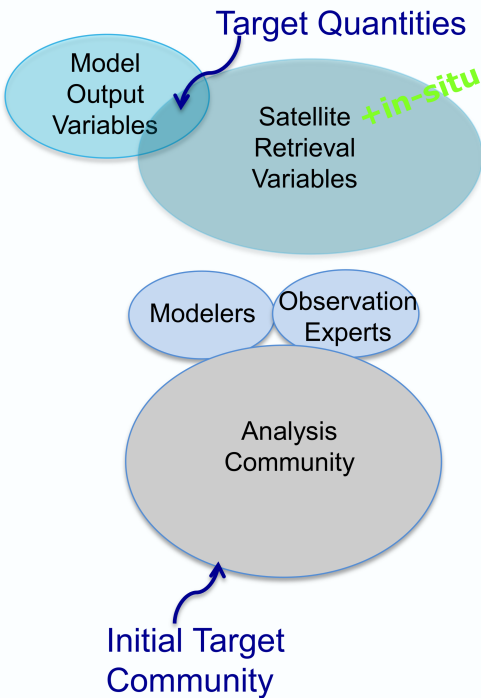 Target Quantities
Model
Output
Variables
Satellite
+in-situ
Retrieval
Variables
Modelers
Observation
Experts
Analysis
Community
Initial Target
Community